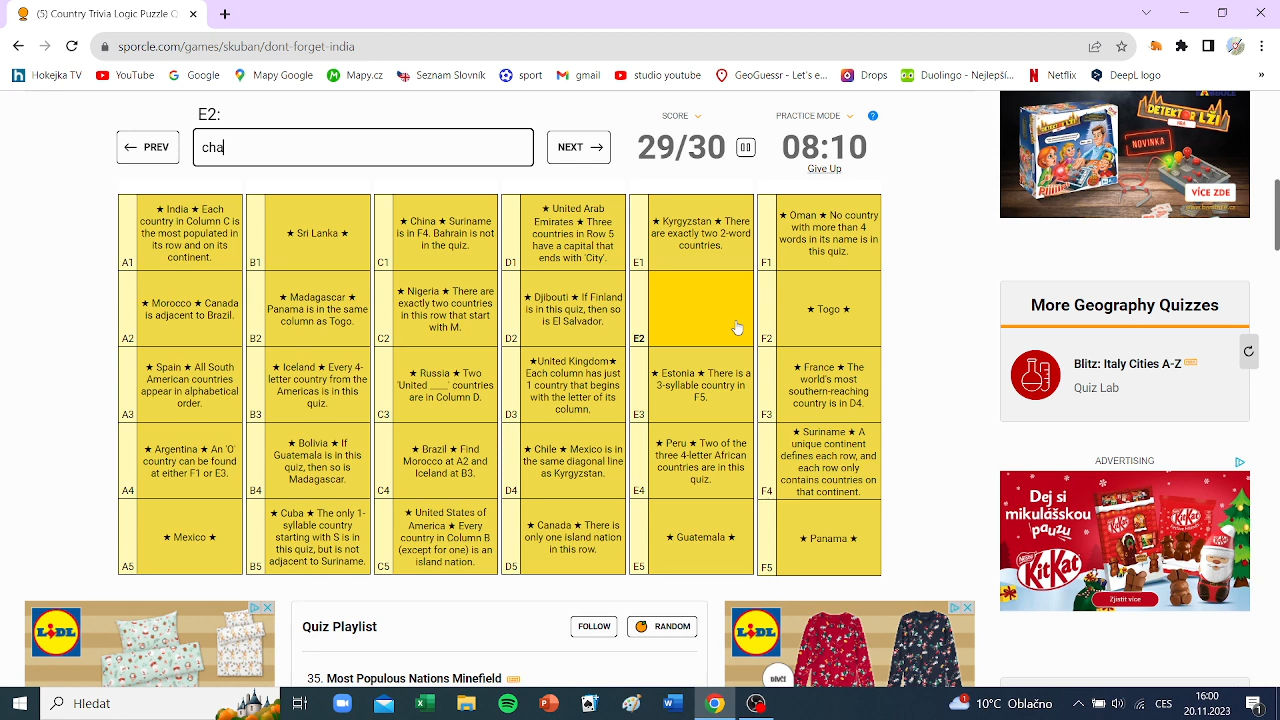 (5) Country Trivia Puzzle Q
sporcle.com/games/skuban/dont-forget-india
Hokejka TV
YouTube
Google
Mapy Google
Mapy.cz
Seznam Slovník
sport
gmail
studio youtube
GeoGuessr - Let's e...
Drops
Duolingo - Nejlepší...
Netflix
DeepL logo
»
E2:
PREV
cha
NEXT
SCORE
29/30
PRACTICE MODE
?
08:10
Give Up
A1
★ India ★ Each
country in Column C is
the most populated in
its row and on its
continent.
B1
★ Sri Lanka ★
C1
★ China ★ Suriname
is in F4. Bahrain is not
in the quiz.
D1
★ United Arab
Emirates ★ Three
countries in Row 5
have a capital that
ends with 'City'.
E1
★ Kyrgyzstan ★ There
are exactly two 2-word
countries.
F1
★ Oman ★ No country
with more than 4
words in its name is in
this quiz.
A2
★ Morocco ★ Canada
is adjacent to Brazil.
B2
★ Madagascar ★
Panama is in the same
column as Togo.
C2
★ Nigeria ★ There are
exactly two countries
in this row that start
with M.
D2
★ Djibouti ★ If Finland
is in this quiz, then so
is El Salvador.
E2
F2
★ Togo ★
A3
★ Spain ★ All South
American countries
appear in alphabetical
order.
B3
★ Iceland ★ Every 4-
letter country from the
Americas is in this
quiz.
C3
★ Russia ★ Two
'United ____' countries
are in Column D.
D3
★United Kingdom★
Each column has just
1 country that begins
with the letter of its
column.
E3
★ Estonia ★ There is a
3-syllable country in
F5.
F3
★ France ★ The
world's most
southern-reaching
country is in D4.
A4
★ Argentina ★ An 'O'
country can be found
at either F1 or E3.
B4
★ Bolivia ★ If
Guatemala is in this
quiz, then so is
Madagascar.
C4
★ Brazil ★ Find
Morocco at A2 and
Iceland at B3.
D4
★ Chile ★ Mexico is in
the same diagonal line
as Kyrgyzstan.
E4
★ Peru ★ Two of the
three 4-letter African
countries are in this
quiz.
F4
★ Suriname ★ A
unique continent
defines each row, and
each row only
contains countries on
that continent.
A5
★ Mexico ★
B5
★ Cuba ★ The only 1-
syllable country
starting with S is in
this quiz, but is not
adjacent to Suriname.
C5
★ United States of
America ★ Every
country in Column B
(except for one) is an
island nation.
D5
★ Canada ★ There is
only one island nation
in this row.
E5
★ Guatemala ★
F5
★ Panama ★
DETEKTOR LŽI
NOVINKA
VÍCE ZDE
More Geography Quizzes
Blitz: Italy Cities A-Z
Quiz Lab
ADVERTISING
Dej si
mikulášskou
pauzu
KitKat
Zjistit více
LIDL
Quiz Playlist
FOLLOW
RANDOM
35. Most Populous Nations Minefield
LIDL
DÍVČÍ
Hledat
10°C Oblačno
16:00
CES
20.11.2023